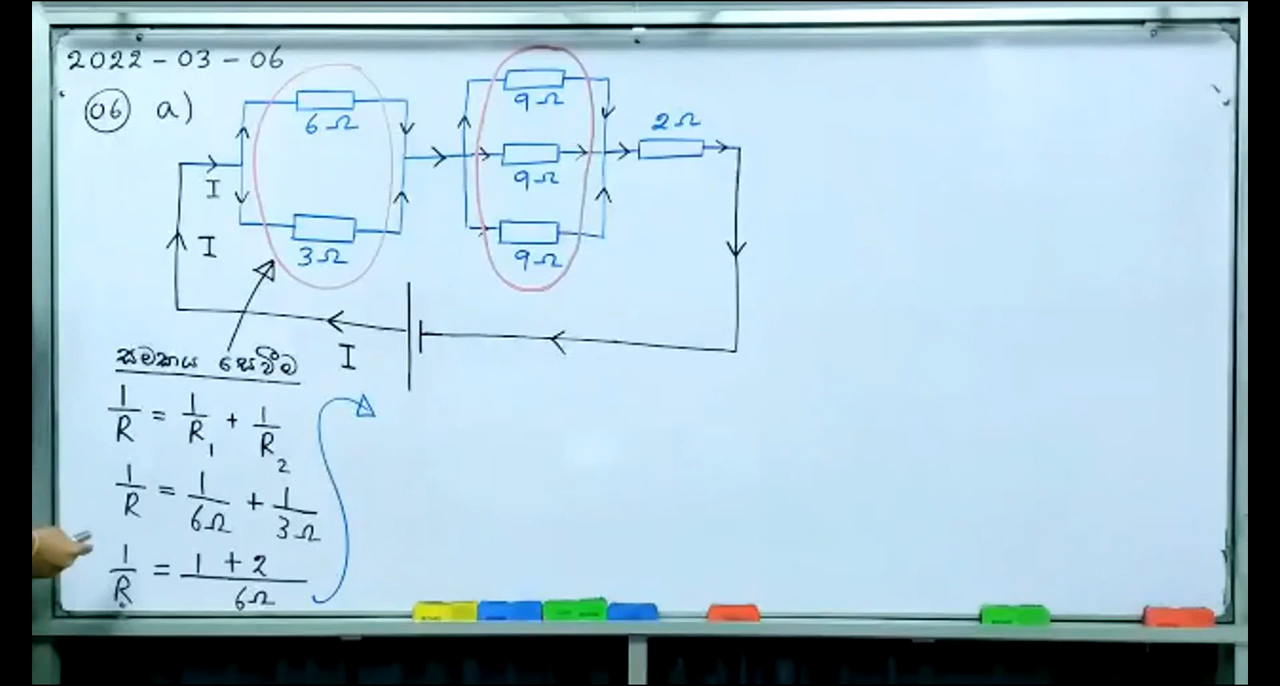 2022 - 03 - 06
06 a)
6Ω
3Ω
9Ω
9Ω
9Ω
2Ω
I
I
I
සමකය සෙවීම
1/R = 1/R₁ + 1/R₂
1/R = 1/6Ω + 1/3Ω
1/R = 1 + 2/6Ω